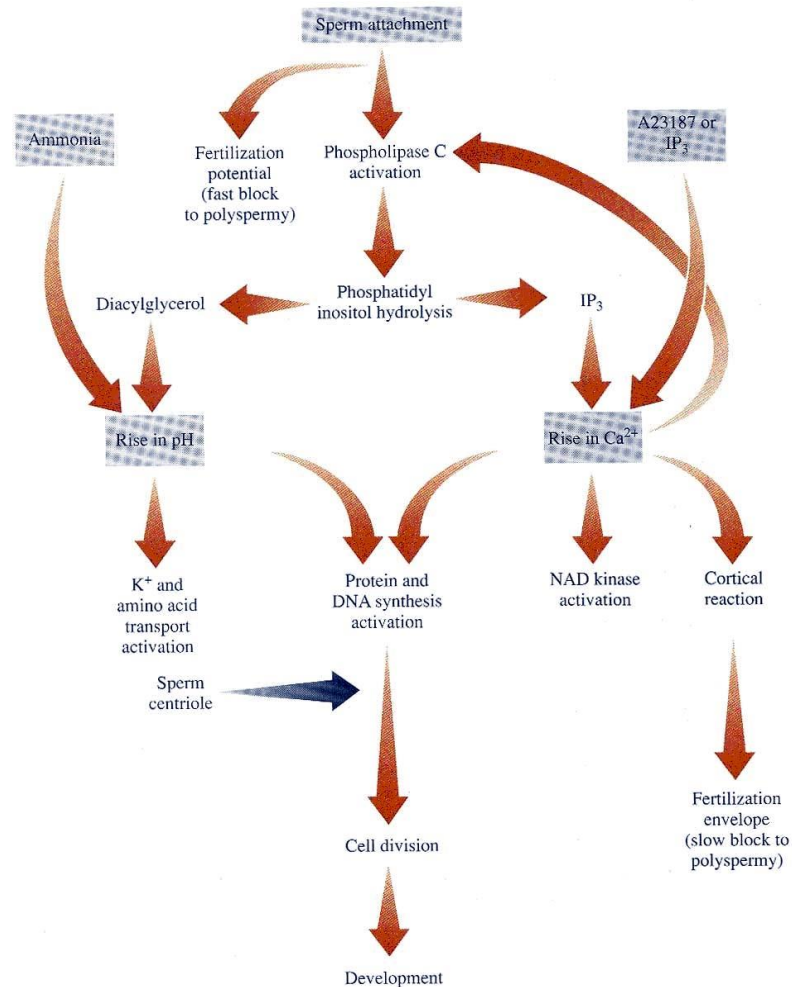 Sperm attachment
Ammonia
A23187 or
IP₃
Fertilization
potential
(fast block
to polyspermy)
Phospholipase C
activation
Diacylglycerol
Phosphatidyl
inositol hydrolysis
IP₃
Rise in pH
Rise in Ca²⁺
K⁺ and
amino acid
transport
activation
Protein and
DNA synthesis
activation
NAD kinase
activation
Cortical
reaction
Sperm
centriole
Fertilization
envelope
(slow block to
polyspermy)
Cell division
Development